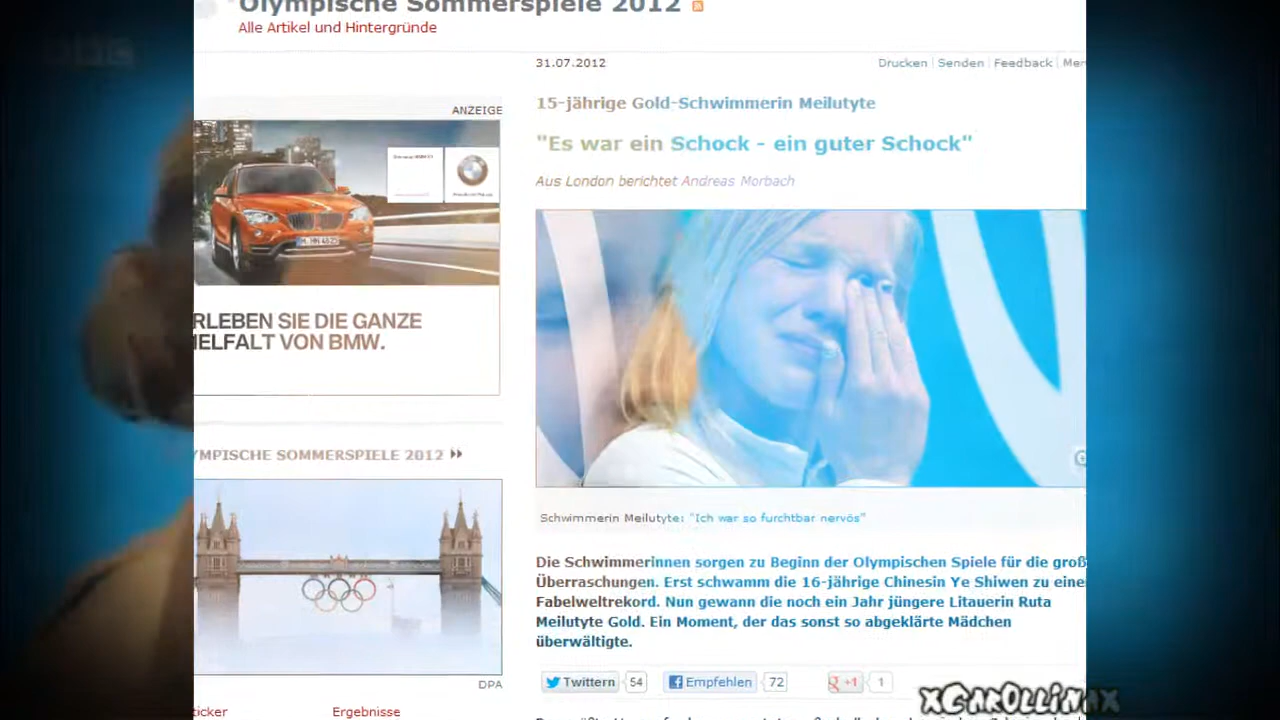 Olympische Sommerspiele 2012
Alle Artikel und Hintergründe
31.07.2012
Drucken | Senden | Feedback | Mer
15-jährige Gold-Schwimmerin Meilutyte
"Es war ein Schock - ein guter Schock"
Aus London berichtet Andreas Morbach
ANZEIGE
RLEBEN SIE DIE GANZE
IELFALT VON BMW.
YMPISCHE SOMMERSPIELE 2012
DPA
ticker
Ergebnisse
Schwimmerin Meilutyte: "Ich war so furchtbar nervös"
Die Schwimmerinnen sorgen zu Beginn der Olympischen Spiele für die groß
Überraschungen. Erst schwamm die 16-jährige Chinesin Ye Shiwen zu eine
Fabelweltrekord. Nun gewann die noch ein Jahr jüngere Litauerin Ruta
Meilutyte Gold. Ein Moment, der das sonst so abgeklärte Mädchen
überwältigte.
Twittern 54 Empfehlen 72 +1 1
xCarollinax